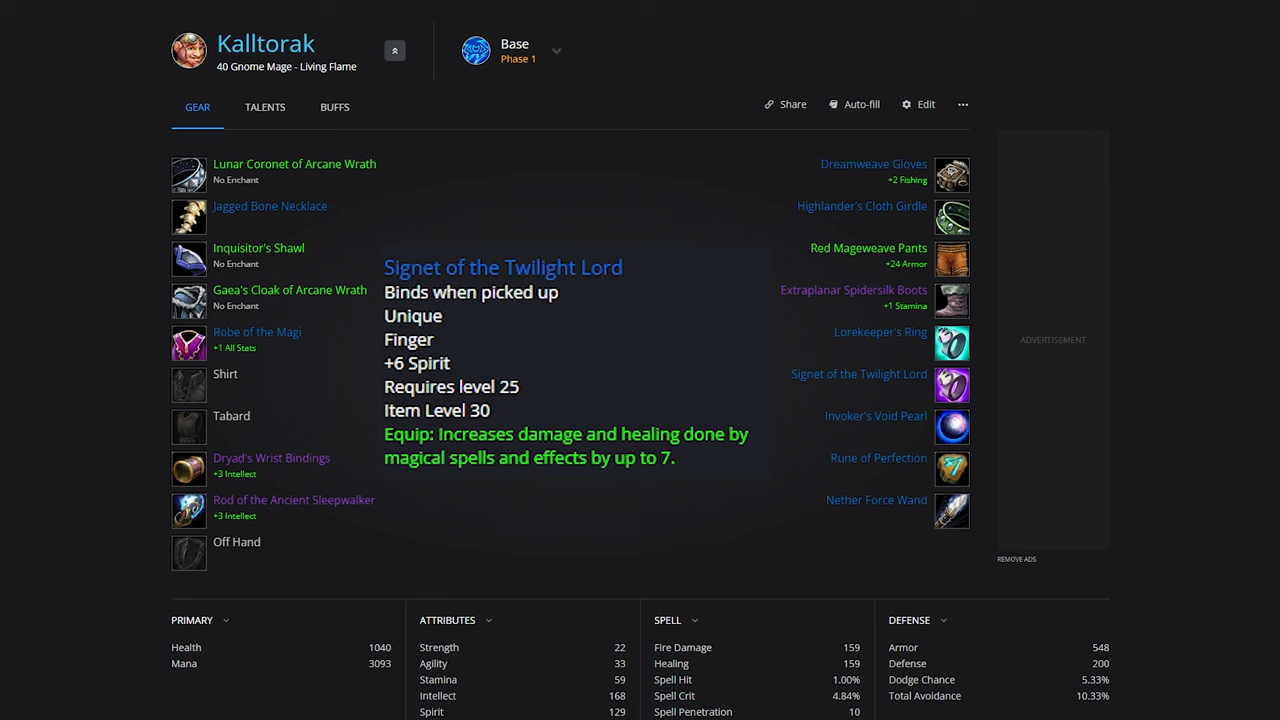 Kalltorak
40 Gnome Mage - Living Flame
Base
Phase 1
GEAR
TALENTS
BUFFS
Share
Auto-fill
Edit
Lunar Coronet of Arcane Wrath
No Enchant
Jagged Bone Necklace
Inquisitor's Shawl
No Enchant
Gaea's Cloak of Arcane Wrath
No Enchant
Robe of the Magi
+1 All Stats
Shirt
Tabard
Dryad's Wrist Bindings
+3 Intellect
Rod of the Ancient Sleepwalker
+3 Intellect
Off Hand
Signet of the Twilight Lord
Binds when picked up
Unique
Finger
+6 Spirit
Requires level 25
Item Level 30
Equip: Increases damage and healing done by
magical spells and effects by up to 7.
Dreamweave Gloves
+2 Fishing
Highlander's Cloth Girdle
Red Mageweave Pants
+24 Armor
Extraplanar Spidersilk Boots
+1 Stamina
Lorekeeper's Ring
Signet of the Twilight Lord
Invoker's Void Pearl
Rune of Perfection
Nether Force Wand
ADVERTISEMENT
REMOVE ADS
PRIMARY
Health 1040
Mana 3093
ATTRIBUTES
Strength 22
Agility 33
Stamina 59
Intellect 168
Spirit 129
SPELL
Fire Damage 159
Healing 159
Spell Hit 1.00%
Spell Crit 4.84%
Spell Penetration 10
DEFENSE
Armor 548
Defense 200
Dodge Chance 5.33%
Total Avoidance 10.33%